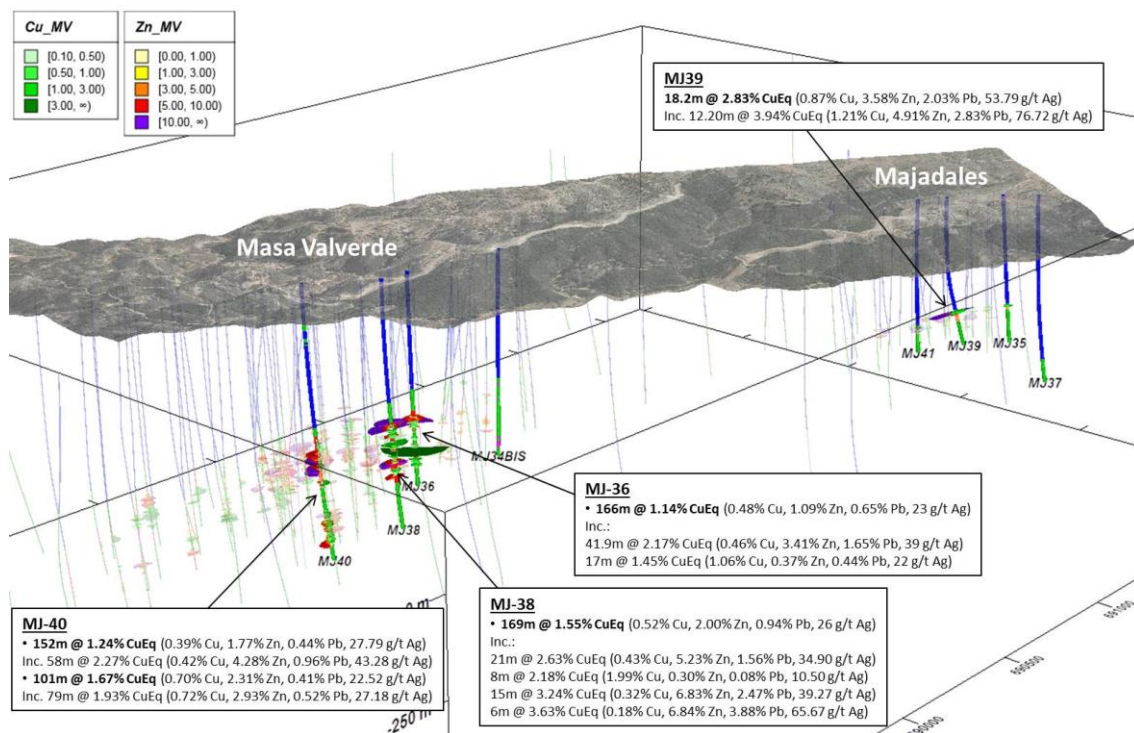 Cu_MV
[0.10, 0.50)
[0.50, 1.00)
[1.00, 3.00)
[3.00, ∞)
Zn_MV
[0.00, 1.00)
[1.00, 3.00)
[3.00, 5.00)
[5.00, 10.00)
[10.00, ∞)
MJ39
18.2m @ 2.83% CuEq (0.87% Cu, 3.58% Zn, 2.03% Pb, 53.79 g/t Ag)
Inc. 12.20m @ 3.94% CuEq (1.21% Cu, 4.91% Zn, 2.83% Pb, 76.72 g/t Ag)
Majadales
Masa Valverde
MJ41
MJ39
MJ35
MJ37
MJ34BIS
MJ36
MJ38
MJ40
MJ-36
• 166m @ 1.14% CuEq (0.48% Cu, 1.09% Zn, 0.65% Pb, 23 g/t Ag)
Inc.:
41.9m @ 2.17% CuEq (0.46% Cu, 3.41% Zn, 1.65% Pb, 39 g/t Ag)
17m @ 1.45% CuEq (1.06% Cu, 0.37% Zn, 0.44% Pb, 22 g/t Ag)
MJ-38
• 169m @ 1.55% CuEq (0.52% Cu, 2.00% Zn, 0.94% Pb, 26 g/t Ag)
Inc.:
21m @ 2.63% CuEq (0.43% Cu, 5.23% Zn, 1.56% Pb, 34.90 g/t Ag)
8m @ 2.18% CuEq (1.99% Cu, 0.30% Zn, 0.08% Pb, 10.50 g/t Ag)
15m @ 3.24% CuEq (0.32% Cu, 6.83% Zn, 2.47% Pb, 39.27 g/t Ag)
6m @ 3.63% CuEq (0.18% Cu, 6.84% Zn, 3.88% Pb, 65.67 g/t Ag)
MJ-40
• 152m @ 1.24% CuEq (0.39% Cu, 1.77% Zn, 0.44% Pb, 27.79 g/t Ag)
Inc. 58m @ 2.27% CuEq (0.42% Cu, 4.28% Zn, 0.96% Pb, 43.28 g/t Ag)
• 101m @ 1.67% CuEq (0.70% Cu, 2.31% Zn, 0.41% Pb, 22.52 g/t Ag)
Inc. 79m @ 1.93% CuEq (0.72% Cu, 2.93% Zn, 0.52% Pb, 27.18 g/t Ag)
-250 m